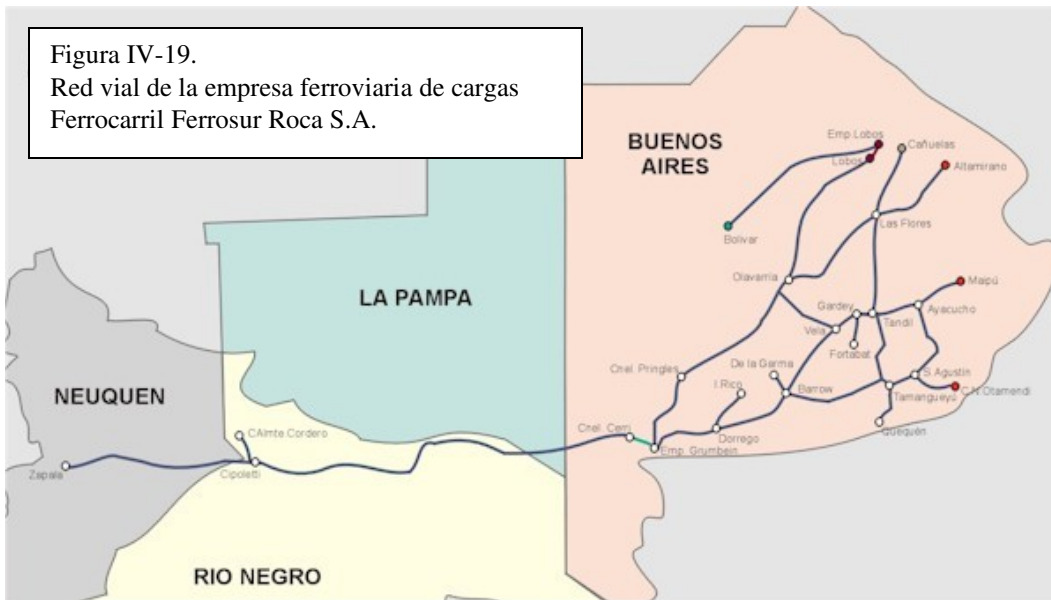 Figura IV-19.
Red vial de la empresa ferroviaria de cargas
Ferrocarril Ferrosur Roca S.A.
BUENOS
AIRES
Emp.Lobos
Lobos
Cañuelas
Altamirano
Bolivar
Las Flores
Olavarría
Maipú
LA PAMPA
Gardey
Ayacucho
Tandil
Vela
Fortabat
De la Garma
Cnel. Pringles
S.Agustin
I.Rico
NEUQUEN
Barrow
C.N.Otamendi
Tamangueyú
Quequén
Cnel. Cerri
Dorrego
CAlmte.Cordero
Emp. Grumbein
Zapala
Cipoletti
RIO NEGRO